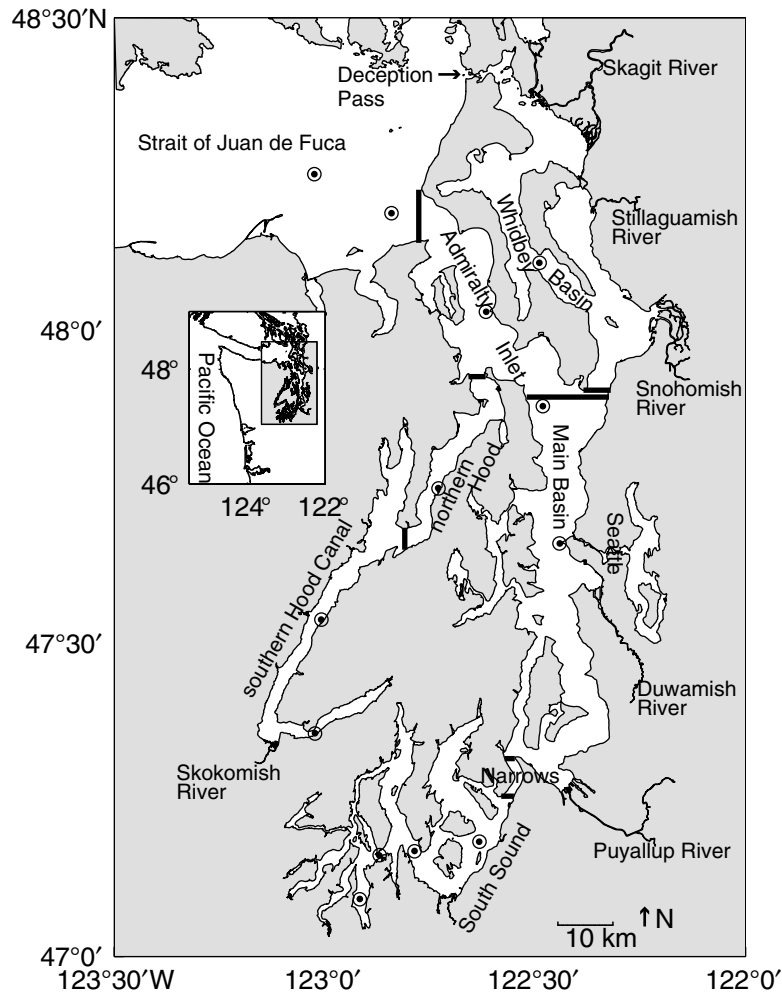 48°30′N
Deception
Pass
Skagit River
Strait of Juan de Fuca
Whidbey
Basin
Stillaguamish
River
Admiralty
Inlet
48°0′
48°
Pacific Ocean
46°
124°
122°
Snohomish
River
Main Basin
northern
Hood
Seattle
southern Hood Canal
47°30′
Duwamish
River
Skokomish
River
Narrows
Puyallup River
South Sound
↑N
10 km
47°0′
123°30′W
123°0′
122°30′
122°0′